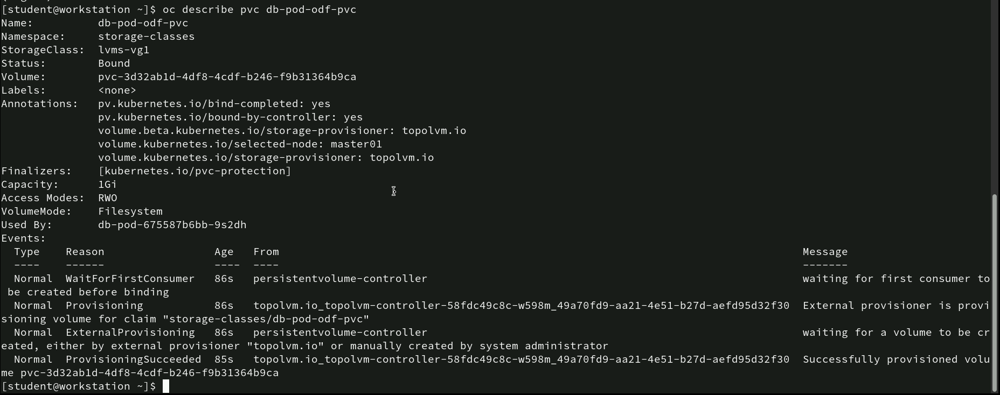 [student@workstation ~]$ oc describe pvc db-pod-odf-pvc
Name:          db-pod-odf-pvc
Namespace:     storage-classes
StorageClass:  lvms-vg1
Status:        Bound
Volume:        pvc-3d32ab1d-4df8-4cdf-b246-f9b31364b9ca
Labels:        <none>
Annotations:   pv.kubernetes.io/bind-completed: yes
               pv.kubernetes.io/bound-by-controller: yes
               volume.beta.kubernetes.io/storage-provisioner: topolvm.io
               volume.kubernetes.io/selected-node: master01
               volume.kubernetes.io/storage-provisioner: topolvm.io
Finalizers:    [kubernetes.io/pvc-protection]
Capacity:      1Gi
Access Modes:  RWO
VolumeMode:    Filesystem
Used By:       db-pod-675587b6bb-9s2dh
Events:
  Type    Reason                 Age   From                                                                                 Message
  ----    ------                 ----  ----                                                                                 -------
  Normal  WaitForFirstConsumer   86s   persistentvolume-controller                                                          waiting for first consumer to
 be created before binding
  Normal  Provisioning           86s   topolvm.io_topolvm-controller-58fdc49c8c-w598m_49a70fd9-aa21-4e51-b27d-aefd95d32f30  External provisioner is provi
sioning volume for claim "storage-classes/db-pod-odf-pvc"
  Normal  ExternalProvisioning   86s   persistentvolume-controller                                                          waiting for a volume to be cr
eated, either by external provisioner "topolvm.io" or manually created by system administrator
  Normal  ProvisioningSucceeded  85s   topolvm.io_topolvm-controller-58fdc49c8c-w598m_49a70fd9-aa21-4e51-b27d-aefd95d32f30  Successfully provisioned volu
me pvc-3d32ab1d-4df8-4cdf-b246-f9b31364b9ca
[student@workstation ~]$